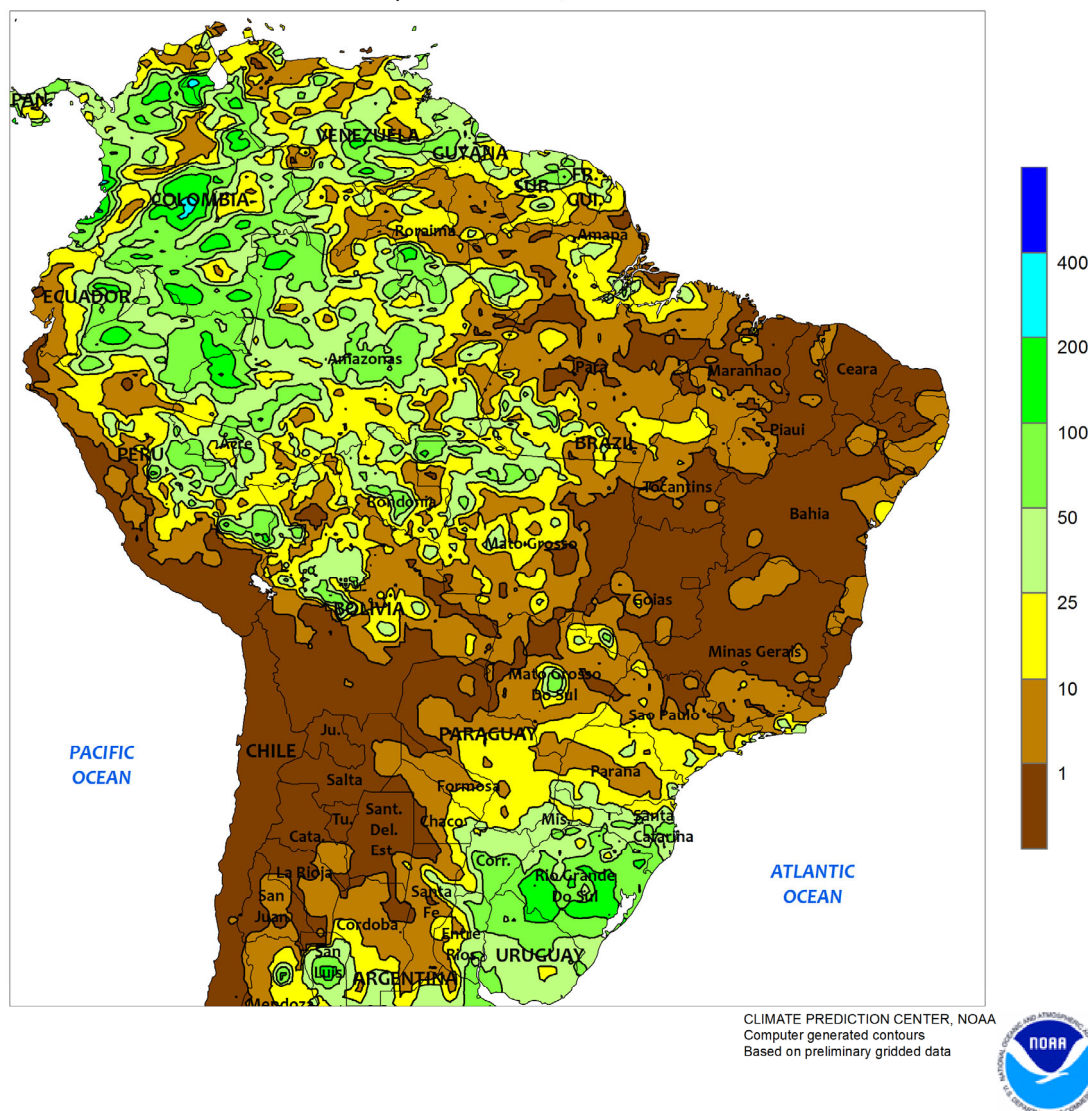 PAN.
VENEZUELA
GUYANA
SUR.
FR.
GUI.
COLOMBIA
Roraima
Amapa
ECUADOR
Amazonas
Para
Maranhao
Ceara
Piaui
PERU
Acre
BRAZIL
Tocantins
Rondonia
Bahia
Mato Grosso
BOLIVIA
Goias
Minas Gerais
Mato Grosso
Do Sul
Sao Paulo
PARAGUAY
Ju.
CHILE
PACIFIC
OCEAN
Salta
Formosa
Parana
Sant.
Del.
Est.
Tu.
Chaco
Mis.
Santa
Catarina
Cata.
Corr.
La Rioja
Rio Grande
Do Sul
ATLANTIC
OCEAN
San
Juan
Santa
Fe
Cordoba
Entre
Rios
URUGUAY
San
Luis
ARGENTINA
Mendoza
400
200
100
50
25
10
1
CLIMATE PREDICTION CENTER, NOAA
Computer generated contours
Based on preliminary gridded data
NOAA